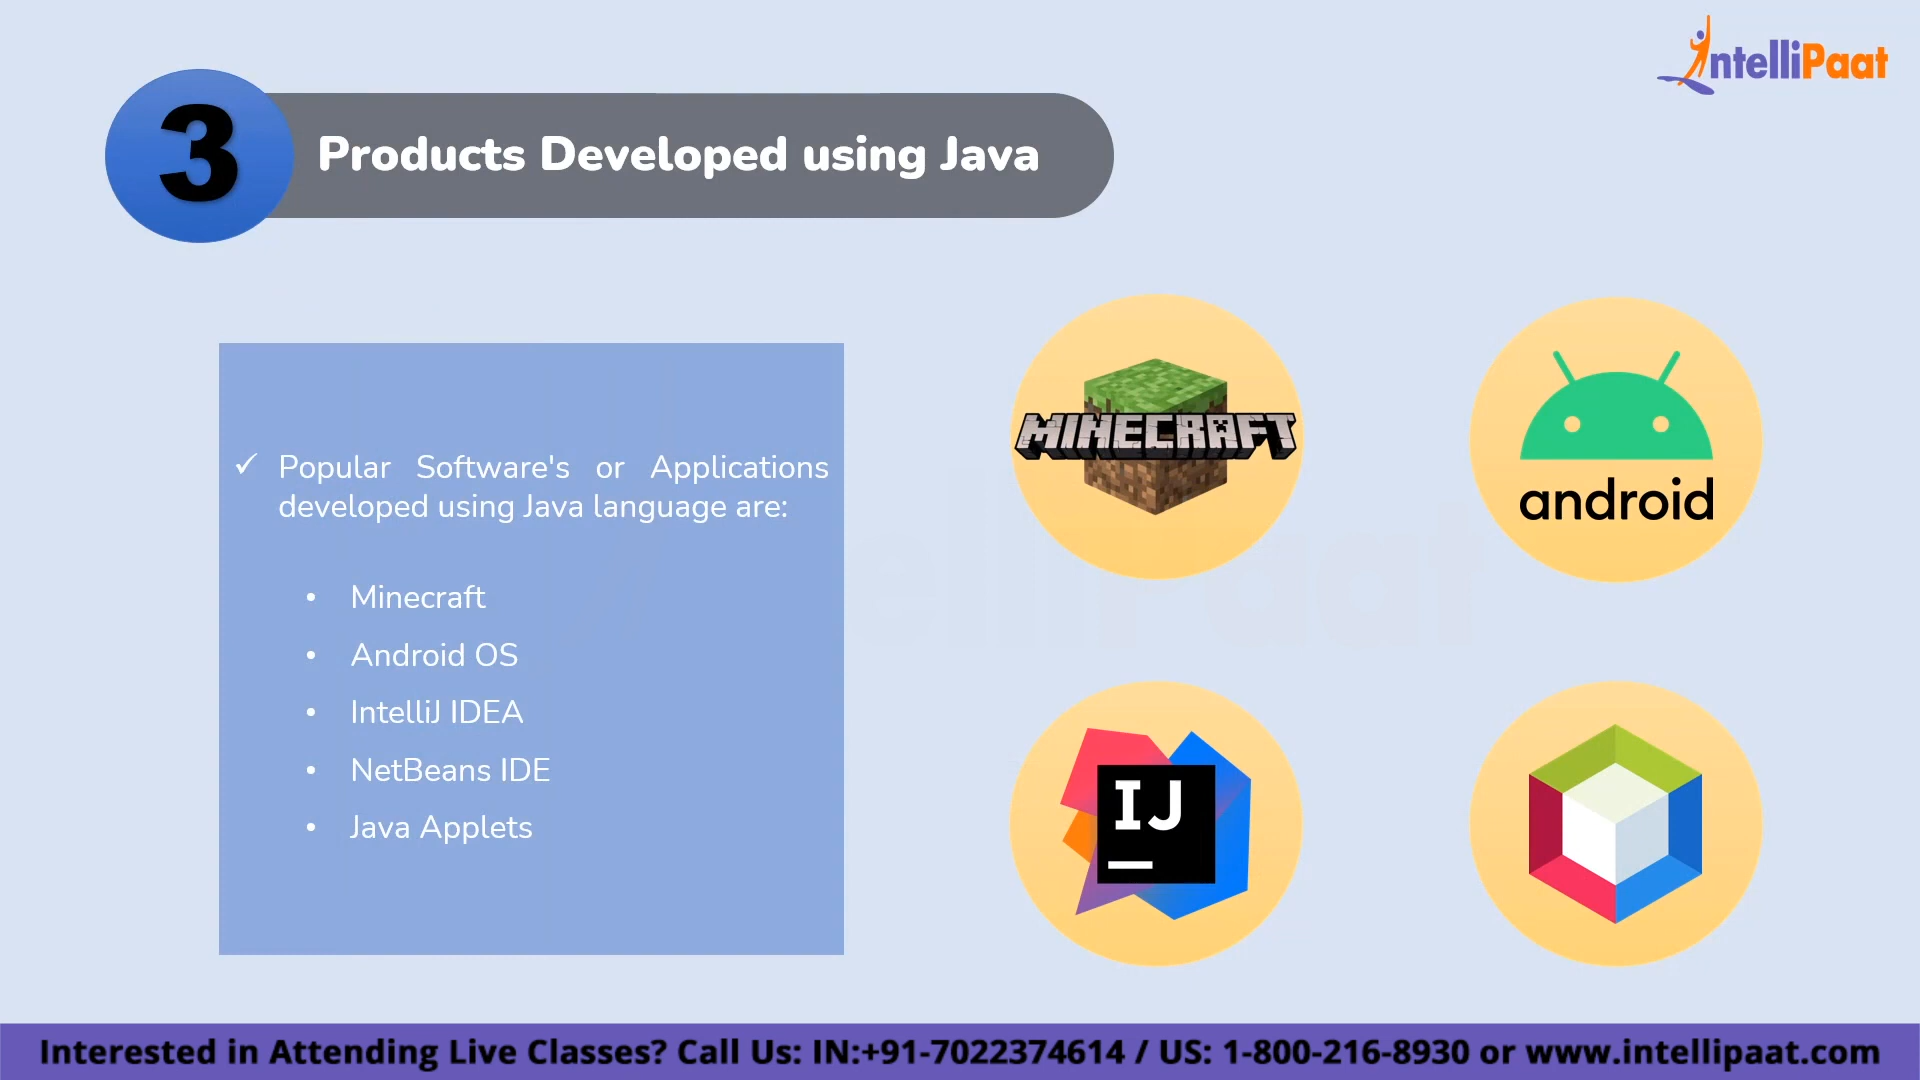 IntelliPaat
3
Products Developed using Java
✓ Popular Software's or Applications
developed using Java language are:
• Minecraft
• Android OS
• IntelliJ IDEA
• NetBeans IDE
• Java Applets
MINECRAFT
android
IJ
Interested in Attending Live Classes? Call Us: IN:+91-7022374614 / US: 1-800-216-8930 or www.intellipaat.com